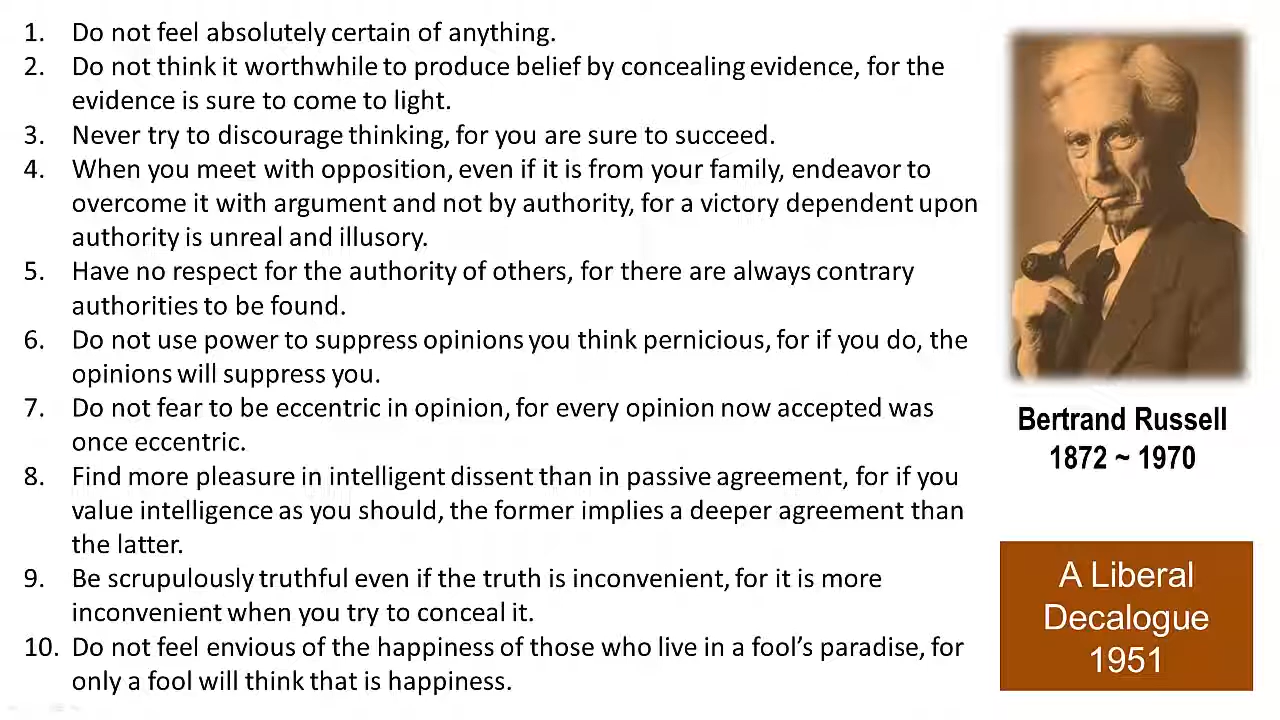 1. Do not feel absolutely certain of anything.
2. Do not think it worthwhile to produce belief by concealing evidence, for the
evidence is sure to come to light.
3. Never try to discourage thinking, for you are sure to succeed.
4. When you meet with opposition, even if it is from your family, endeavor to
overcome it with argument and not by authority, for a victory dependent upon
authority is unreal and illusory.
5. Have no respect for the authority of others, for there are always contrary
authorities to be found.
6. Do not use power to suppress opinions you think pernicious, for if you do, the
opinions will suppress you.
7. Do not fear to be eccentric in opinion, for every opinion now accepted was
once eccentric.
8. Find more pleasure in intelligent dissent than in passive agreement, for if you
value intelligence as you should, the former implies a deeper agreement than
the latter.
9. Be scrupulously truthful even if the truth is inconvenient, for it is more
inconvenient when you try to conceal it.
10. Do not feel envious of the happiness of those who live in a fool’s paradise, for
only a fool will think that is happiness.
Bertrand Russell
1872 ~ 1970
A Liberal
Decalogue
1951